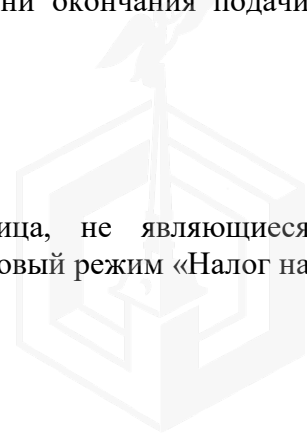 ни окончания подачи
ица, не являющиеся
овый режим «Налог на